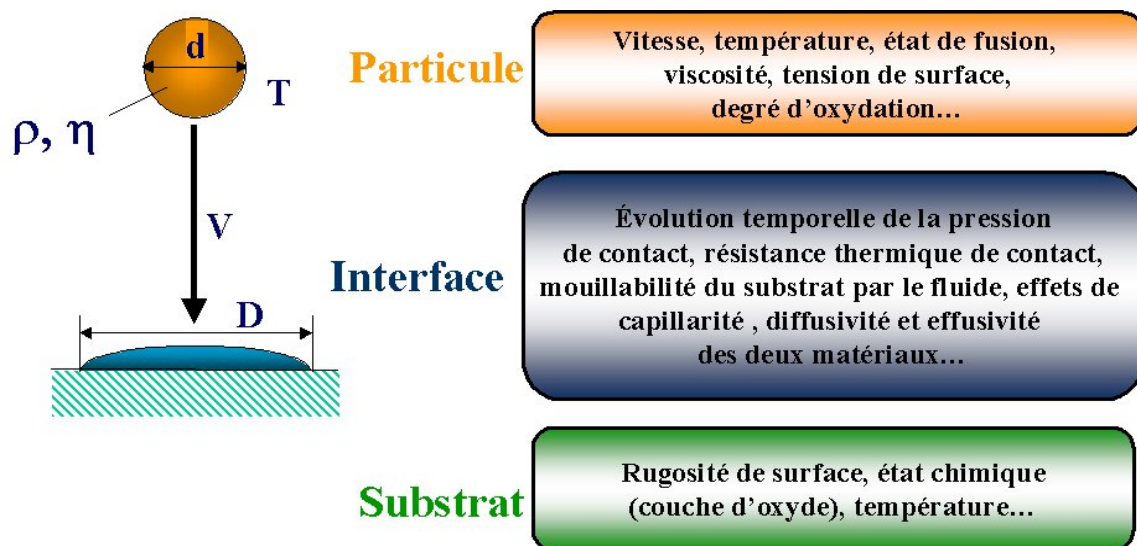 d
T
ρ, η
V
D
Particule
Vitesse, température, état de fusion,
viscosité, tension de surface,
degré d’oxydation…
Interface
Évolution temporelle de la pression
de contact, résistance thermique de contact,
mouillabilité du substrat par le fluide, effets de
capillarité , diffusivité et effusivité
des deux matériaux…
Substrat
Rugosité de surface, état chimique
(couche d’oxyde), température…